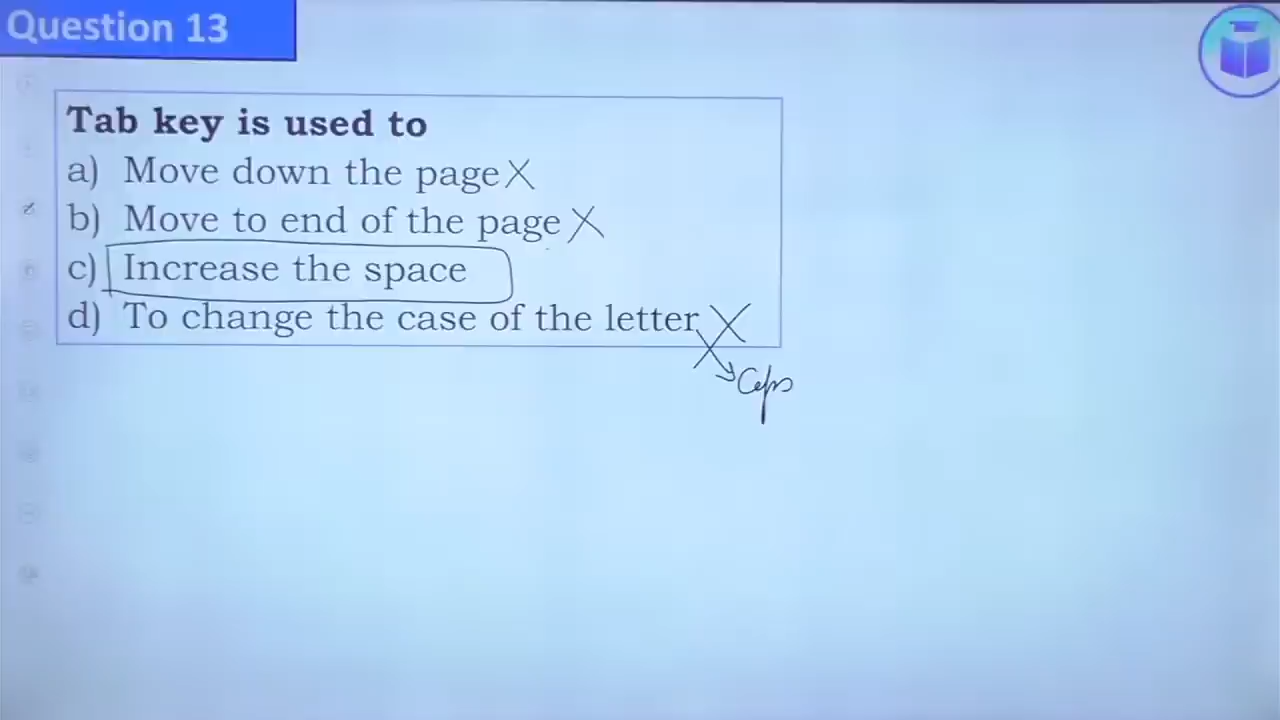 Question 13
Tab key is used to
a) Move down the page X
b) Move to end of the page X
c) Increase the space
d) To change the case of the letter X
Caps